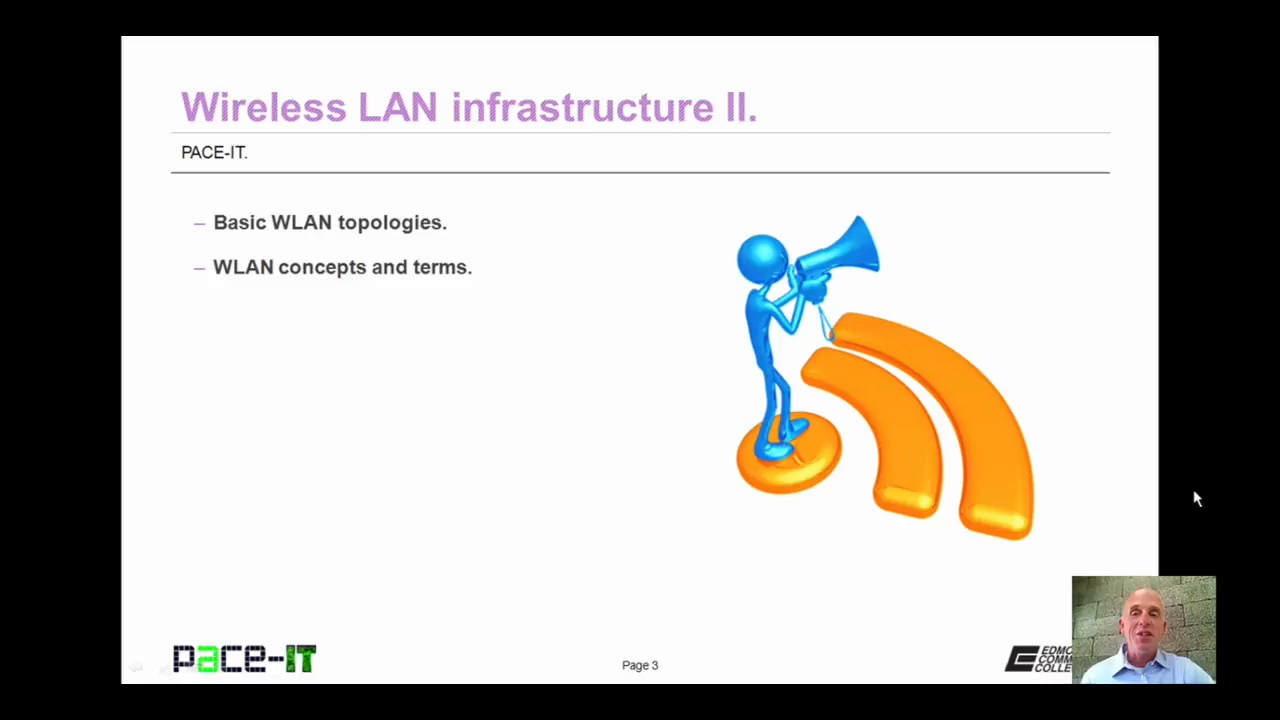 Wireless LAN infrastructure II.
PACE-IT.
– Basic WLAN topologies.
– WLAN concepts and terms.
pace-IT
Page 3